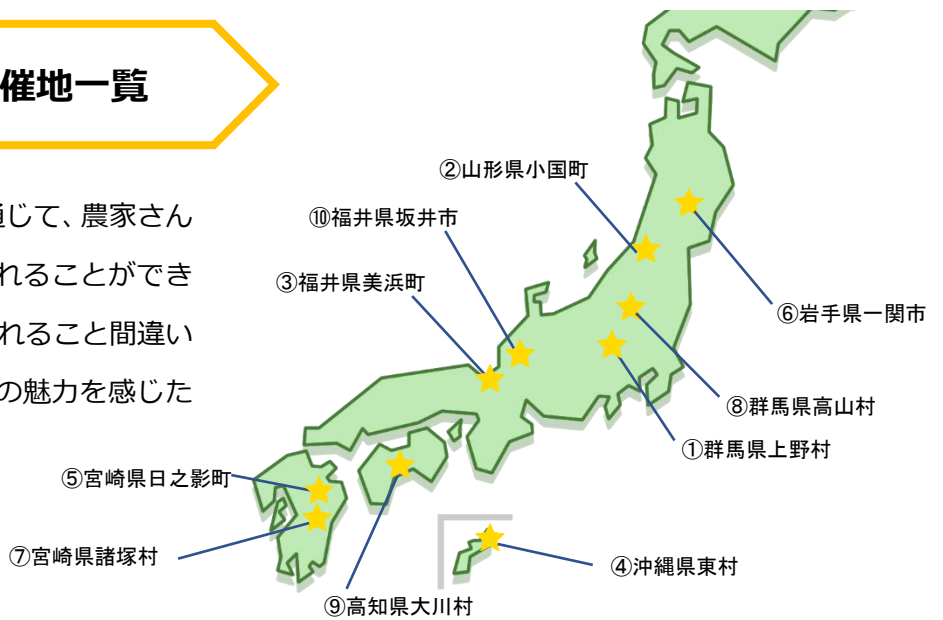 催地一覧
通じて、農家さん
れることができ
れること間違い
の魅力を感じた
②山形県小国町
⑩福井県坂井市
③福井県美浜町
⑥岩手県一関市
⑧群馬県高山村
①群馬県上野村
⑤宮崎県日之影町
⑦宮崎県諸塚村
④沖縄県東村
⑨高知県大川村